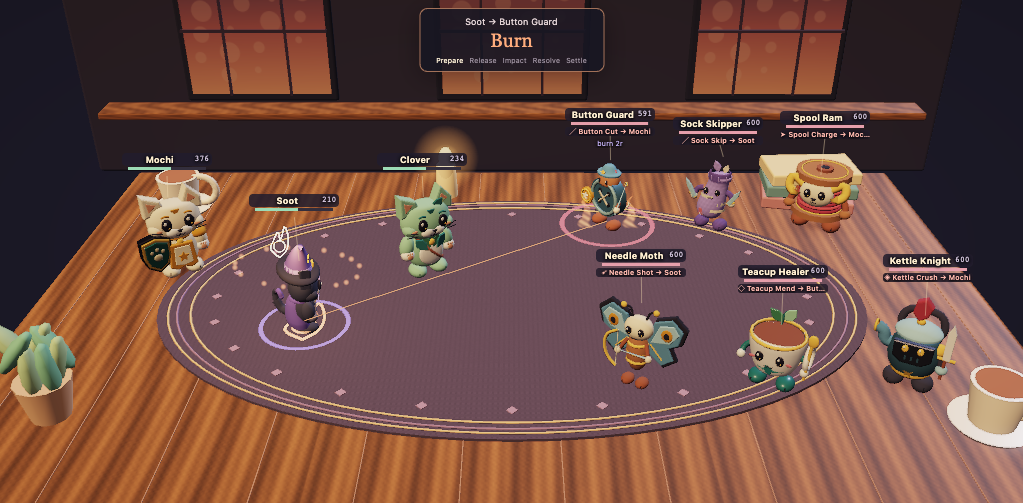 Soot → Button Guard
Burn
Prepare Release Impact Resolve Settle
Button Guard 591
Button Cut → Mochi
burn 2r
Sock Skipper 600
Sock Skip → Soot
Spool Ram 600
Spool Charge → Moc...
Mochi 376
Clover 234
Soot 210
Needle Moth 600
Needle Shot → Soot
Teacup Healer 600
Teacup Mend → But...
Kettle Knight 600
Kettle Crush → Mochi